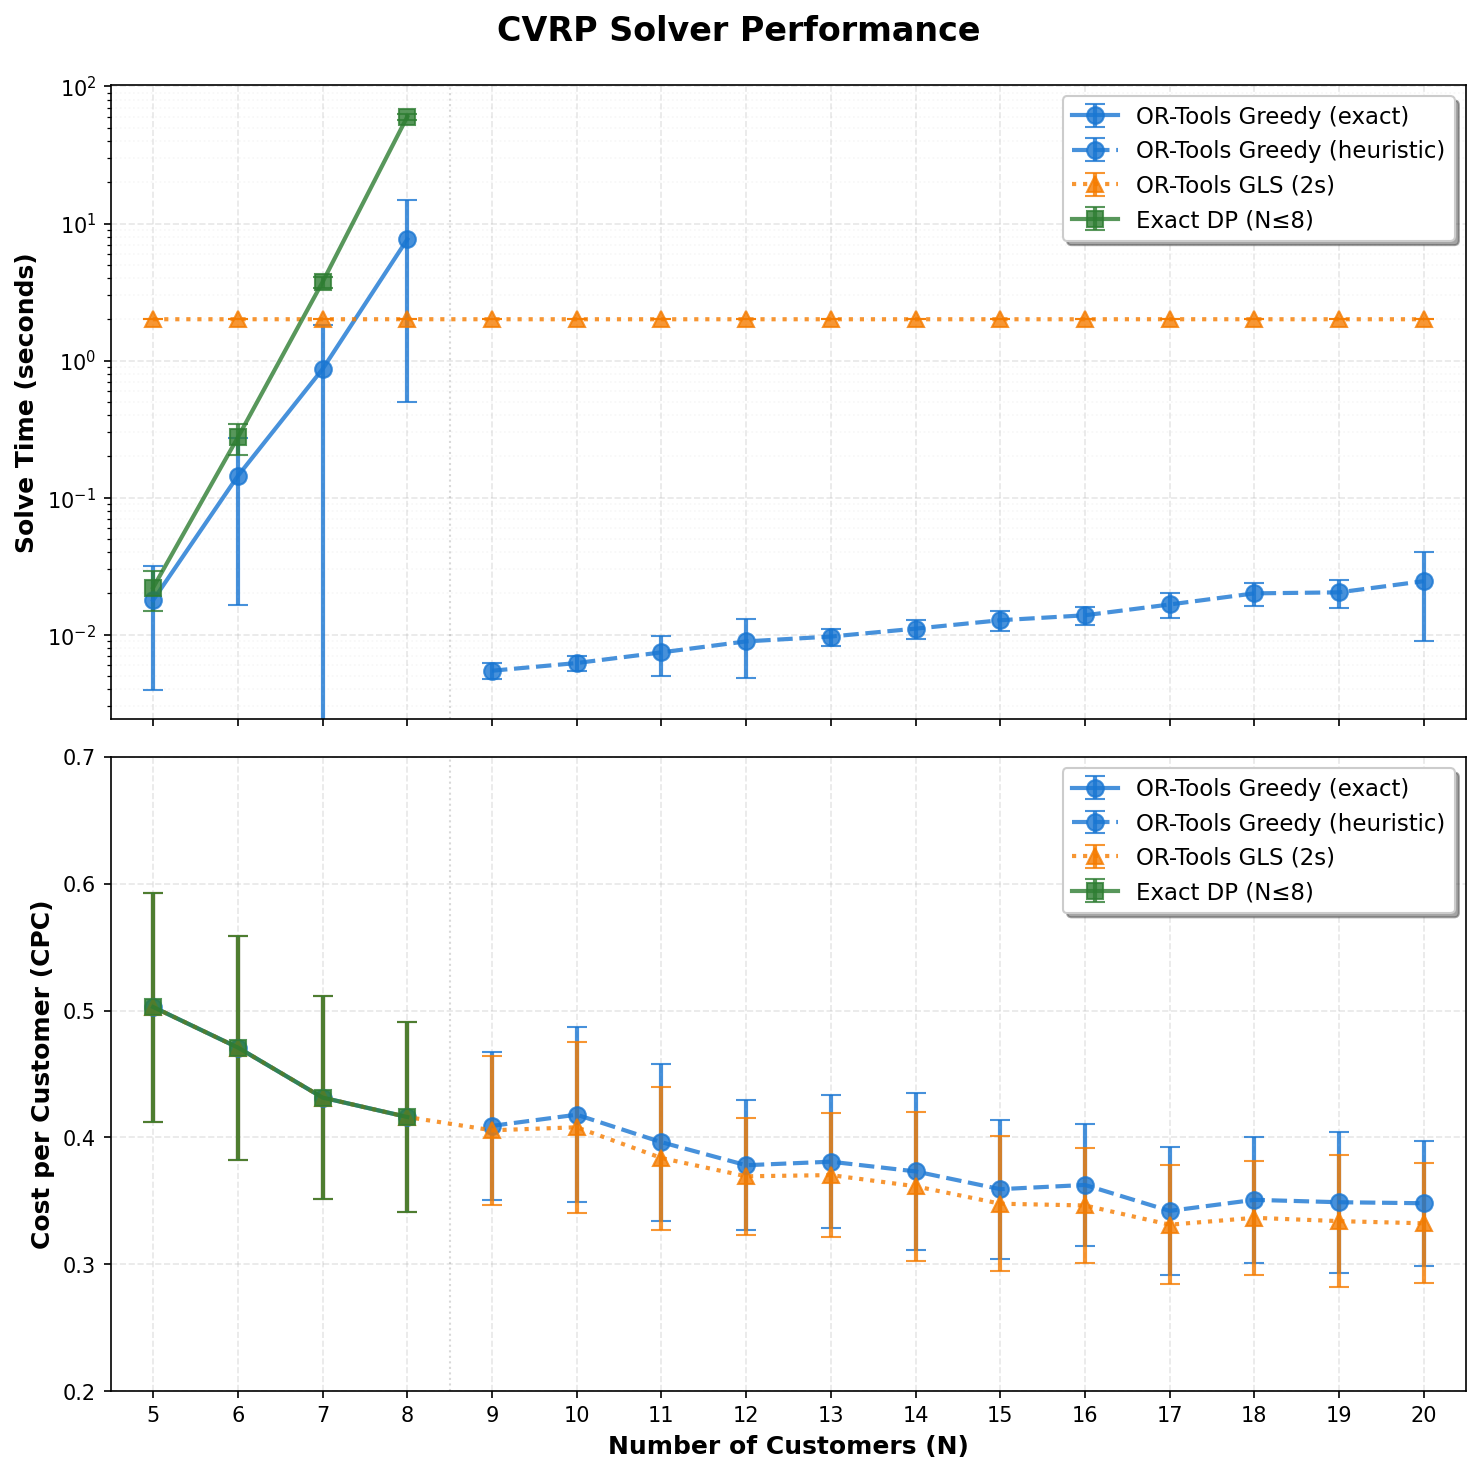 CVRP Solver Performance
Solve Time (seconds)
10²
10¹
10⁰
10⁻¹
10⁻²
OR-Tools Greedy (exact)
OR-Tools Greedy (heuristic)
OR-Tools GLS (2s)
Exact DP (N≤8)
Cost per Customer (CPC)
0.7
0.6
0.5
0.4
0.3
0.2
OR-Tools Greedy (exact)
OR-Tools Greedy (heuristic)
OR-Tools GLS (2s)
Exact DP (N≤8)
5 6 7 8 9 10 11 12 13 14 15 16 17 18 19 20
Number of Customers (N)